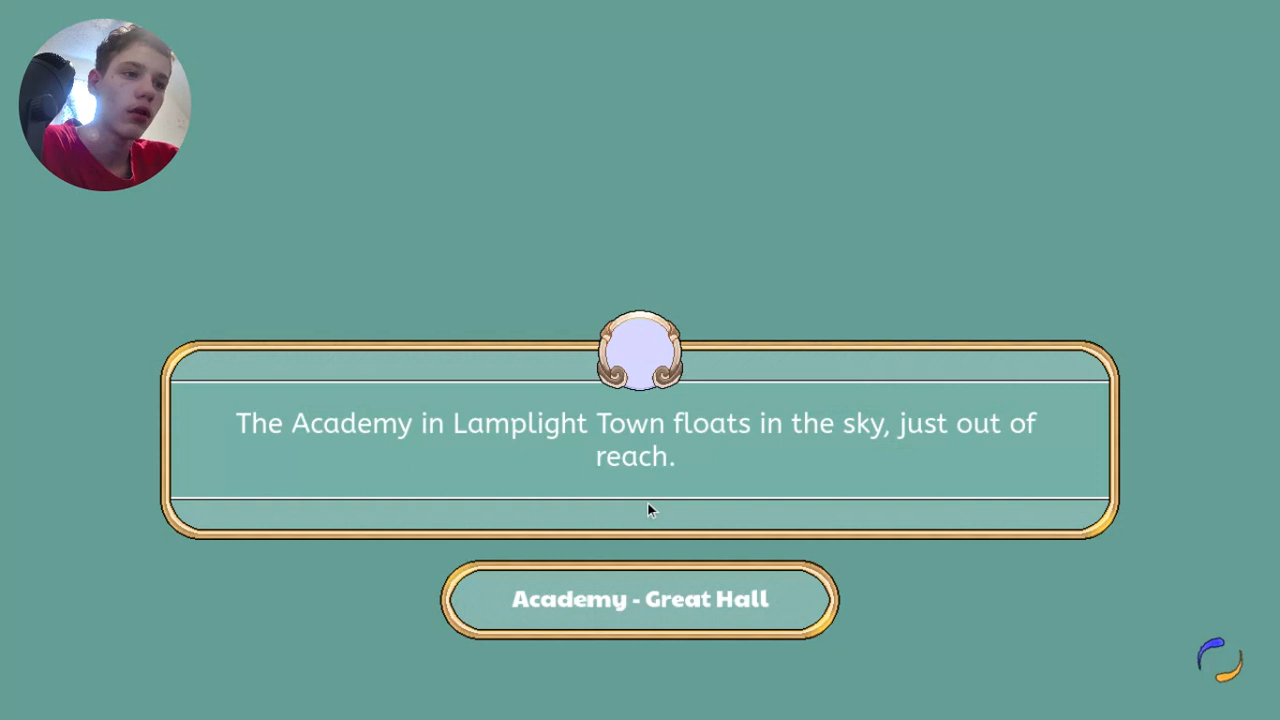 The Academy in Lamplight Town floats in the sky, just out of
reach.
Academy - Great Hall